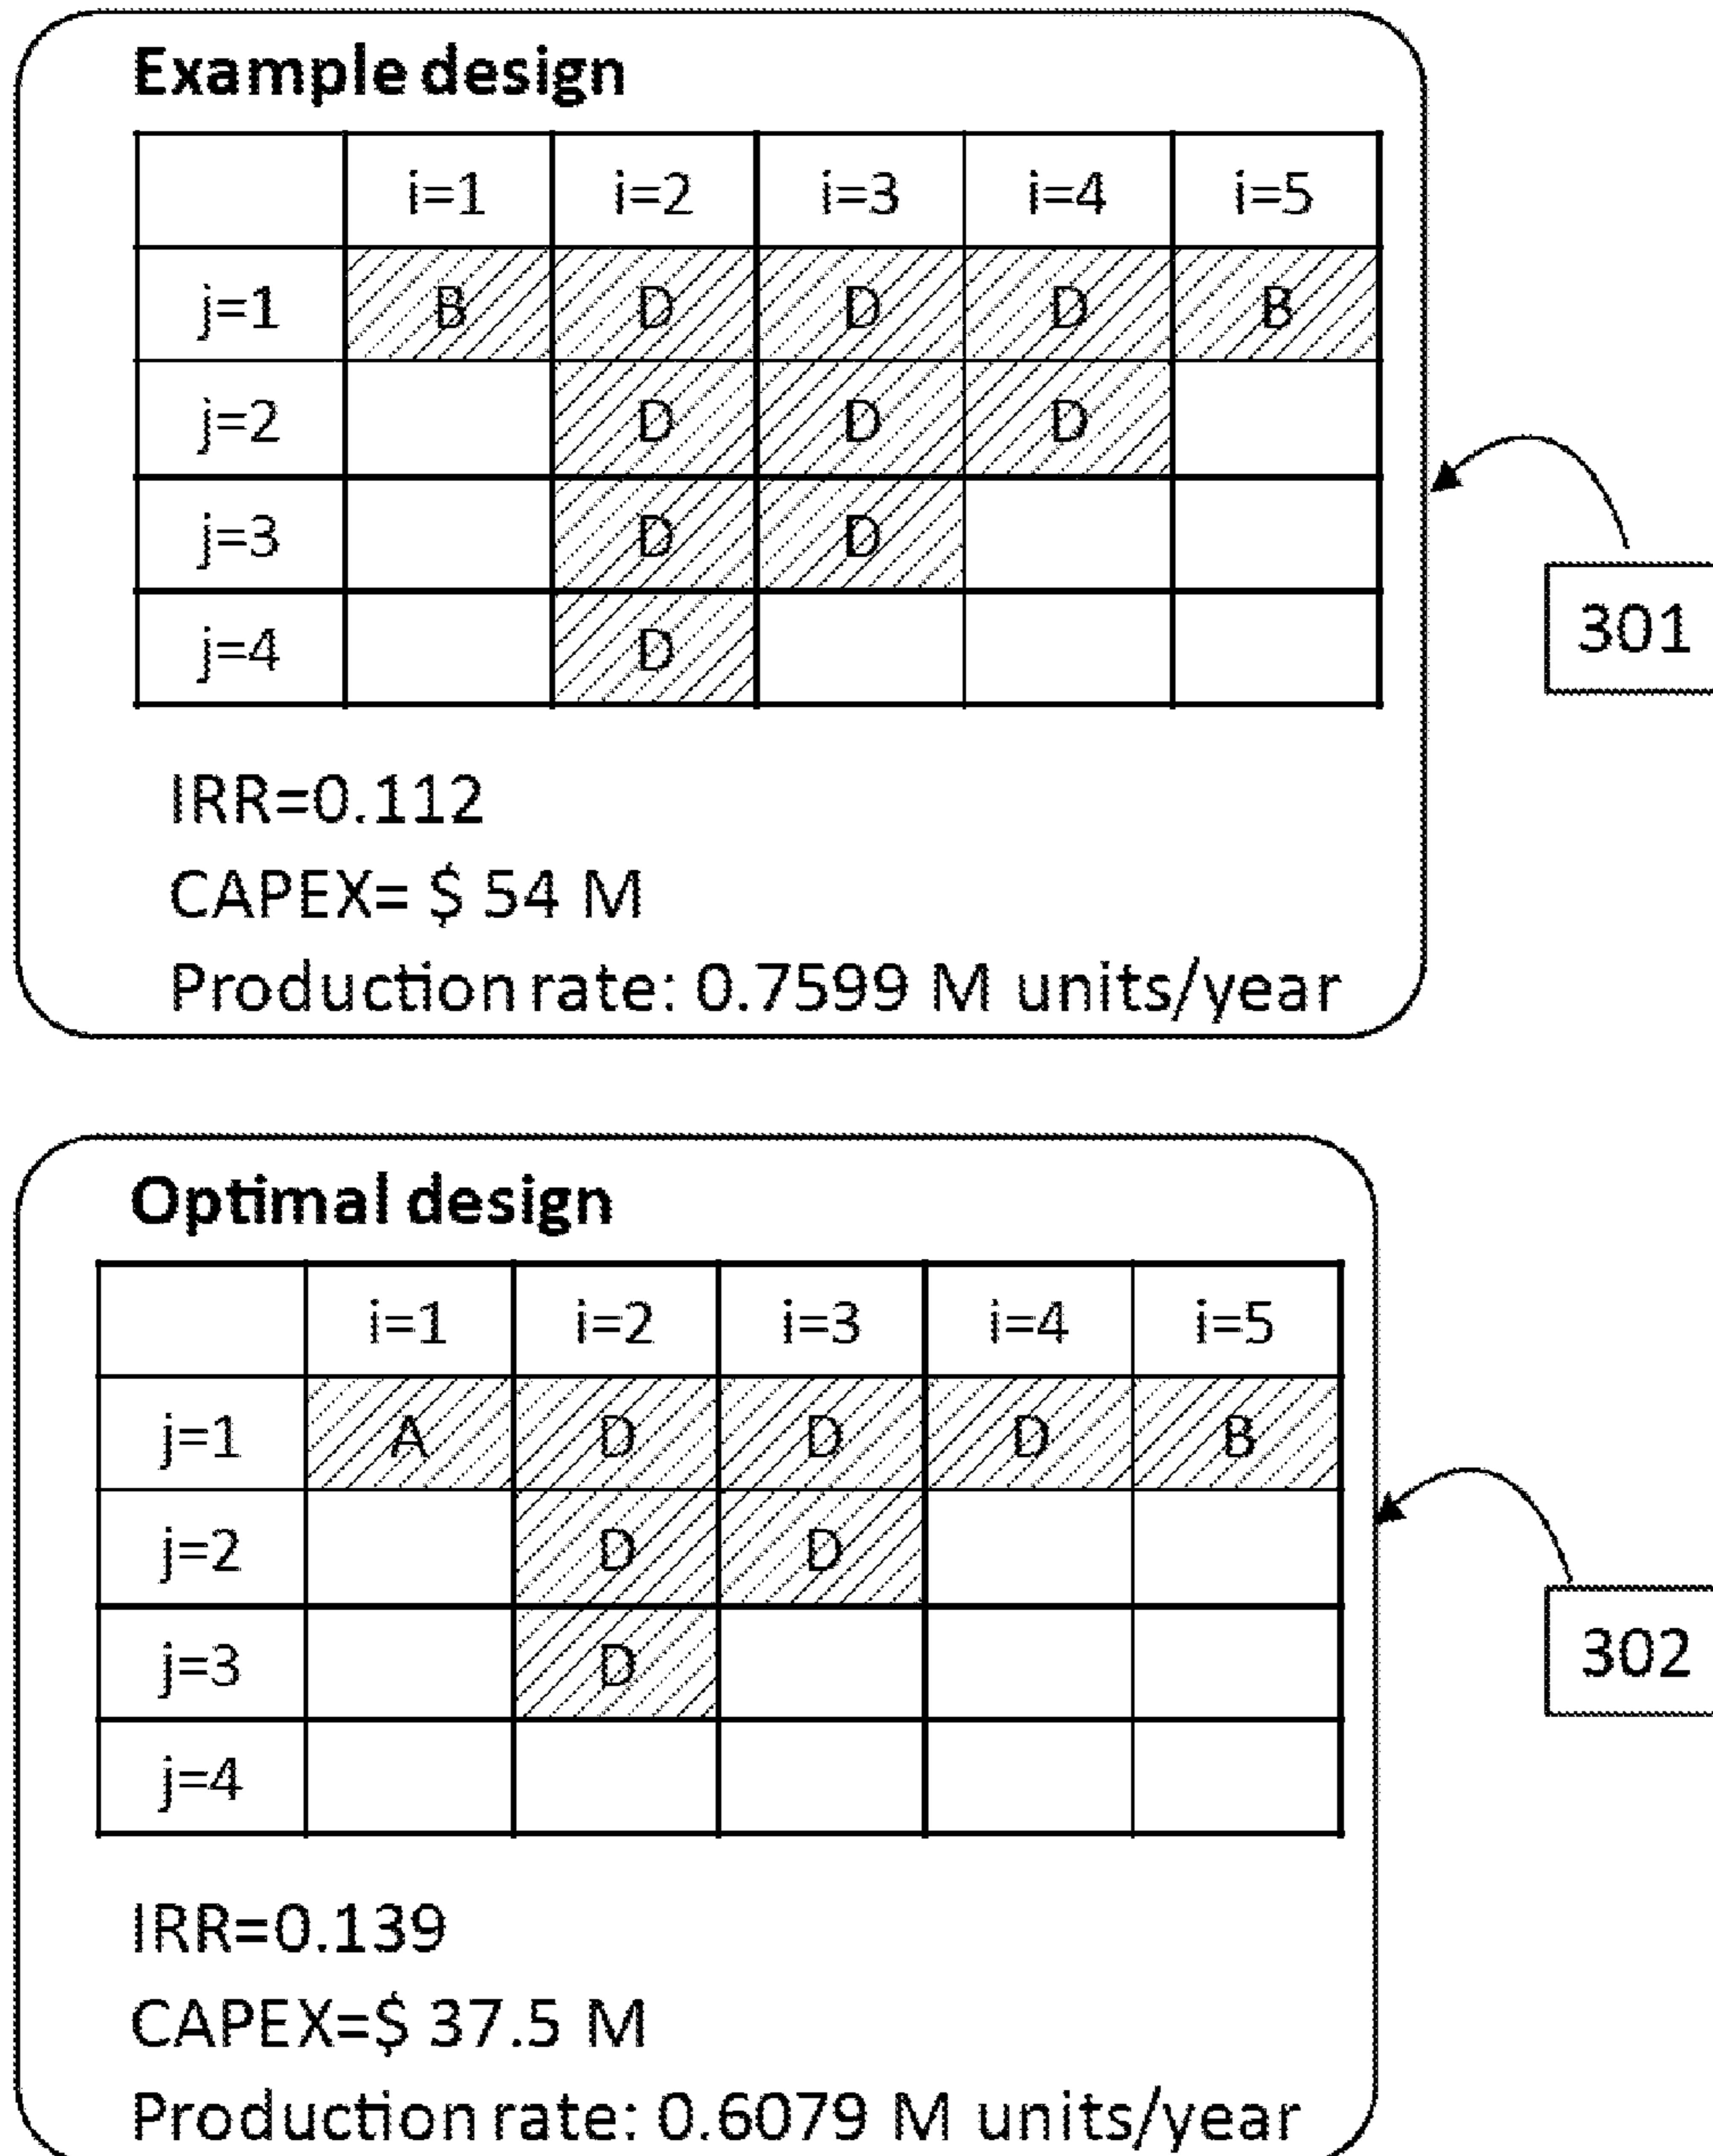 Example design
i=1 i=2 i=3 i=4 i=5
j=1 B D D D B
j=2 D D D
j=3 D D
j=4 D
301
IRR=0.112
CAPEX= $ 54 M
Production rate: 0.7599 M units/year
Optimal design
i=1 i=2 i=3 i=4 i=5
j=1 A D D D B
j=2 D D
j=3 D
j=4
302
IRR=0.139
CAPEX=$ 37.5 M
Production rate: 0.6079 M units/year